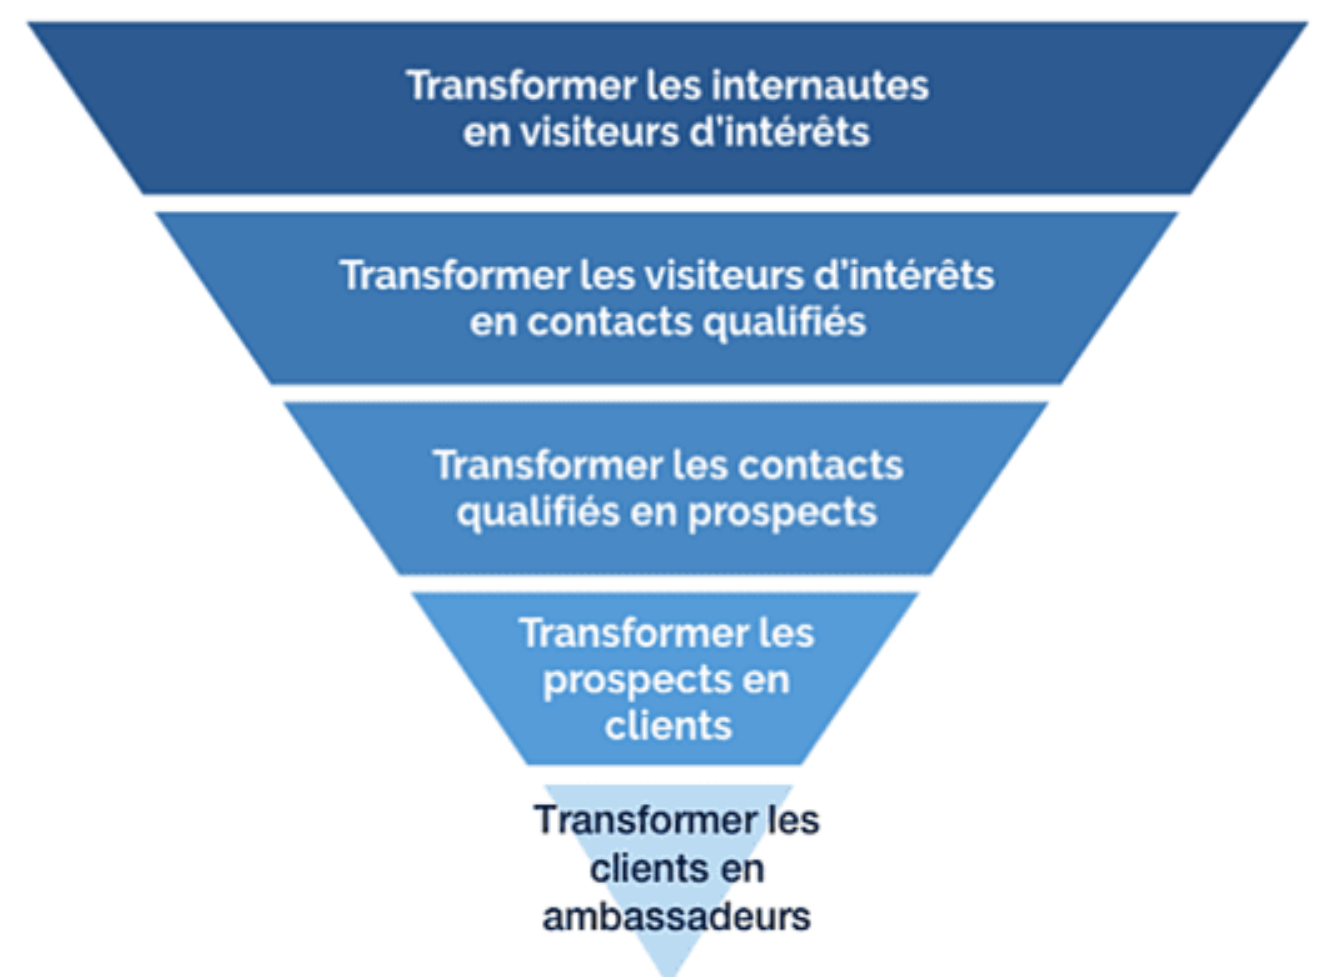 Transformer les internautes
en visiteurs d'intérêts
Transformer les visiteurs d'intérêts
en contacts qualifiés
Transformer les contacts
qualifiés en prospects
Transformer les
prospects en
clients
Transformer les
clients en
ambassadeurs